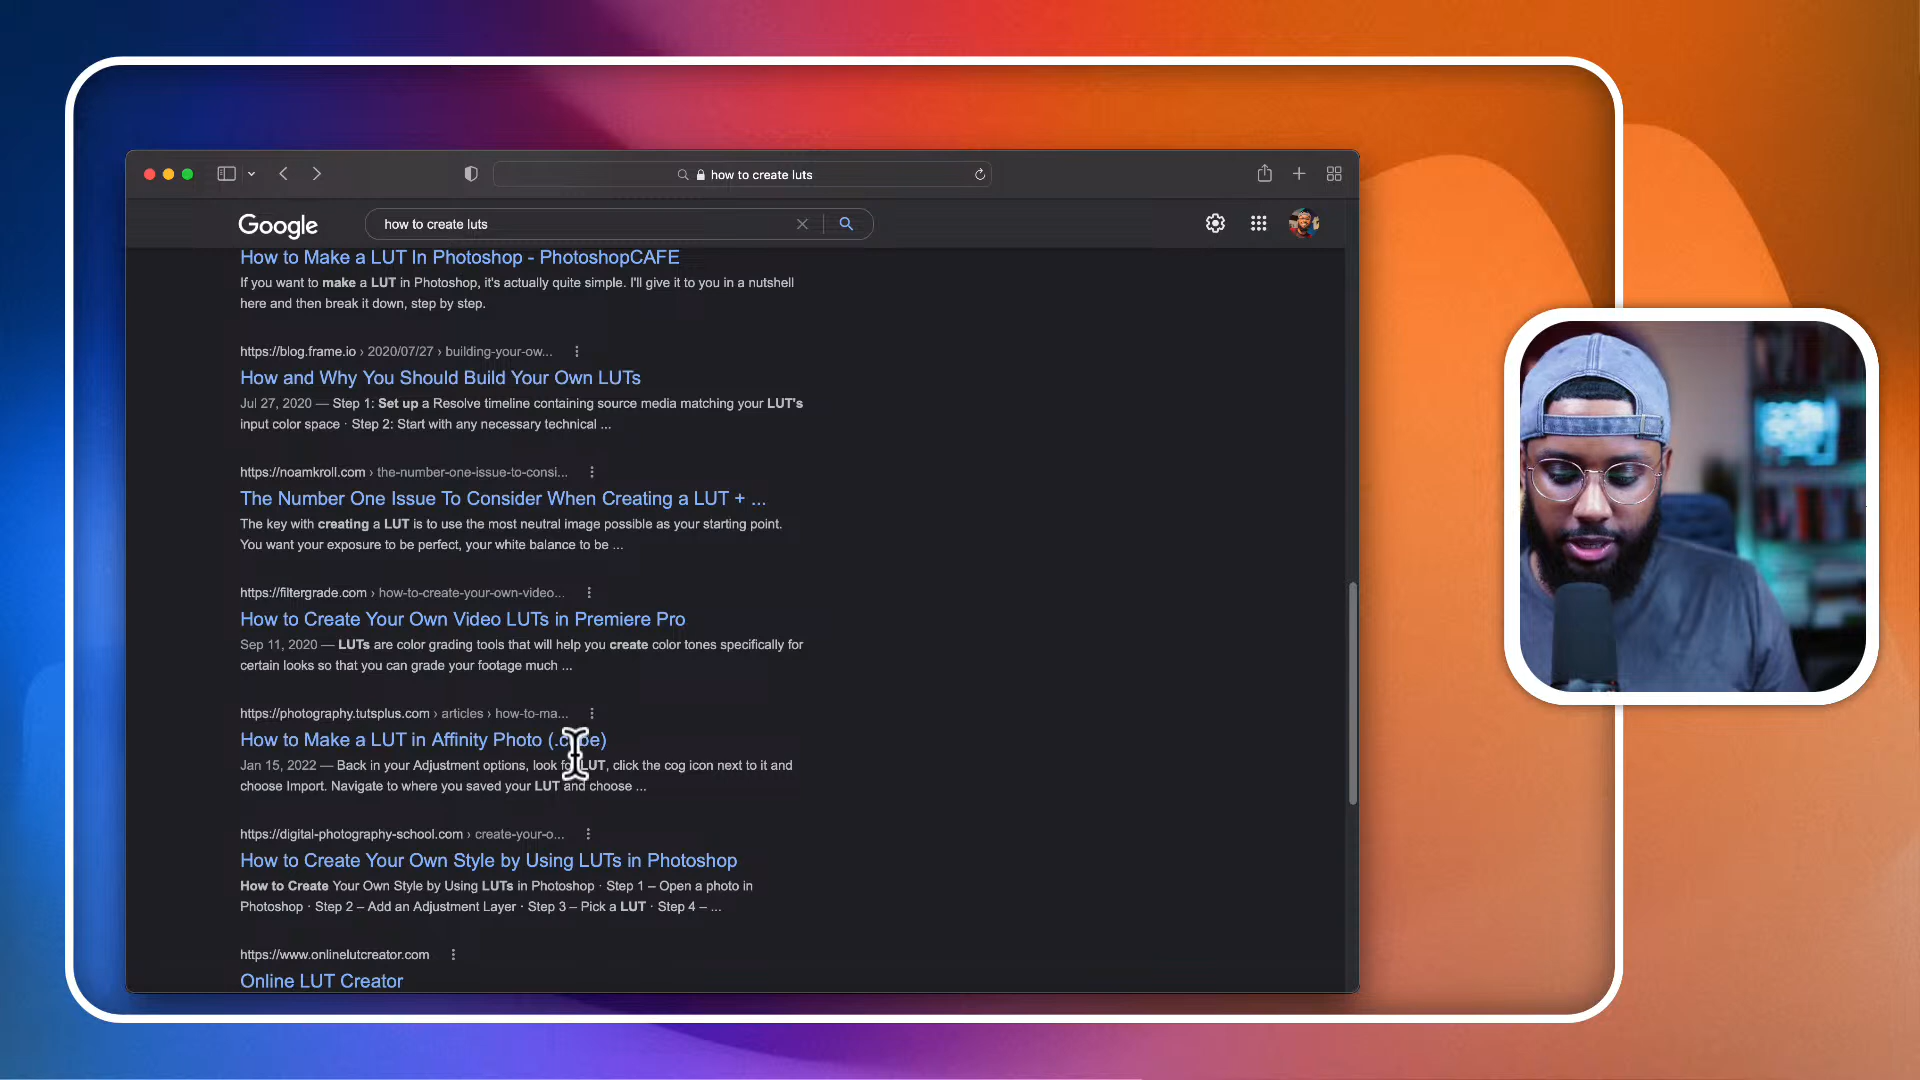 how to create luts
Google
how to create luts
How to Make a LUT In Photoshop - PhotoshopCAFE
If you want to make a LUT in Photoshop, it's actually quite simple. I'll give it to you in a nutshell
here and then break it down, step by step.
https://blog.frame.io › 2020/07/27 › building-your-ow...
How and Why You Should Build Your Own LUTs
Jul 27, 2020 — Step 1: Set up a Resolve timeline containing source media matching your LUT's
input color space · Step 2: Start with any necessary technical ...
https://noamkroll.com › the-number-one-issue-to-consi...
The Number One Issue To Consider When Creating a LUT + ...
The key with creating a LUT is to use the most neutral image possible as your starting point.
You want your exposure to be perfect, your white balance to be ...
https://filtergrade.com › how-to-create-your-own-video...
How to Create Your Own Video LUTs in Premiere Pro
Sep 11, 2020 — LUTs are color grading tools that will help you create color tones specifically for
certain looks so that you can grade your footage much ...
https://photography.tutsplus.com › articles › how-to-ma...
How to Make a LUT in Affinity Photo
Jan 15, 2022 — Back in your Adjustment options, look LUT, click the cog icon next to it and
choose Import. Navigate to where you saved your LUT and choose ...
https://digital-photography-school.com › create-your-o...
How to Create Your Own Style by Using LUTs in Photoshop
How to Create Your Own Style by Using LUTs in Photoshop · Step 1 – Open a photo in
Photoshop · Step 2 – Add an Adjustment Layer · Step 3 – Pick a LUT · Step 4 – ...
https://www.onlinelutcreator.com
Online LUT Creator